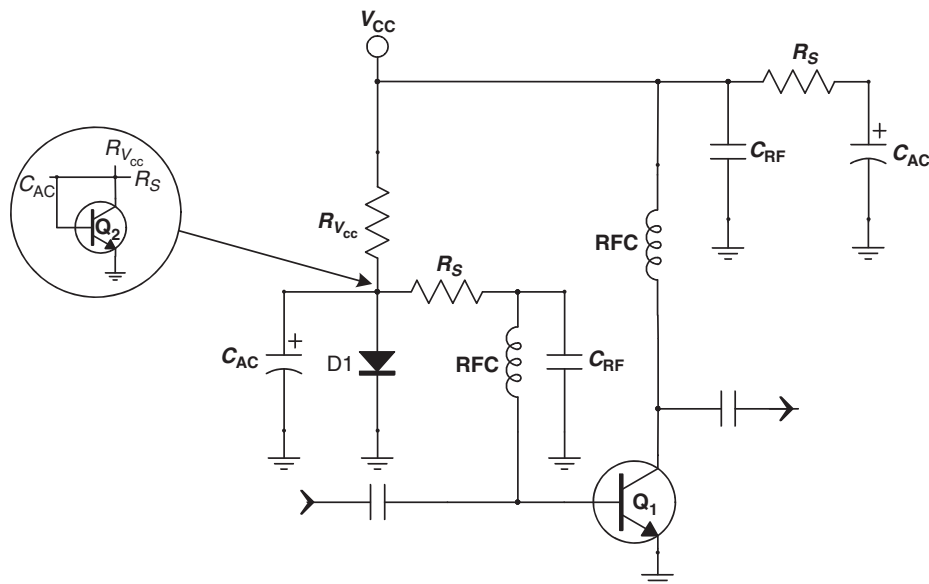 V_CC
R_S
C_RF
+
C_AC
R_Vcc
C_AC
R_S
Q_2
R_Vcc
RFC
R_S
+
C_AC
D1
RFC
C_RF
Q_1